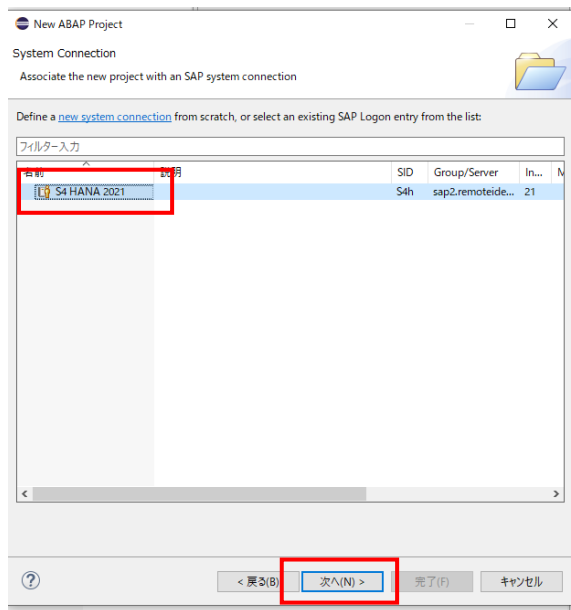 New ABAP Project
System Connection
Associate the new project with an SAP system connection
Define a new system connection from scratch, or select an existing SAP Logon entry from the list:
フィルター入力
名前 説明 SID Group/Server In... M
S4 HANA 2021 S4h sap2.remoteide... 21
< 戻る(B) 次へ(N) > 完了(F) キャンセル